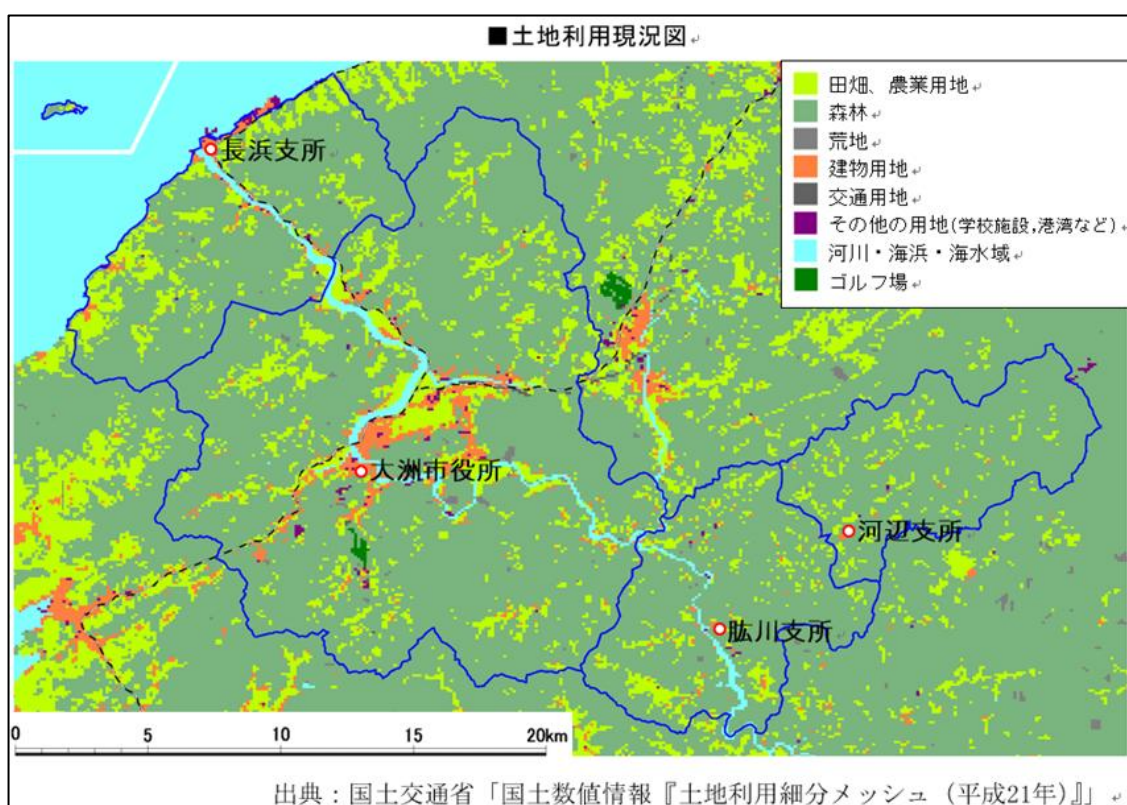 ■土地利用現況図
田畑、農業用地
森林
荒地
建物用地
交通用地
その他の用地(学校施設,港湾など)
河川・海浜・海水域
ゴルフ場
長浜支所
大洲市役所
河辺支所
肱川支所
0 5 10 15 20km
出典：国土交通省「国土数値情報『土地利用細分メッシュ（平成21年）』」